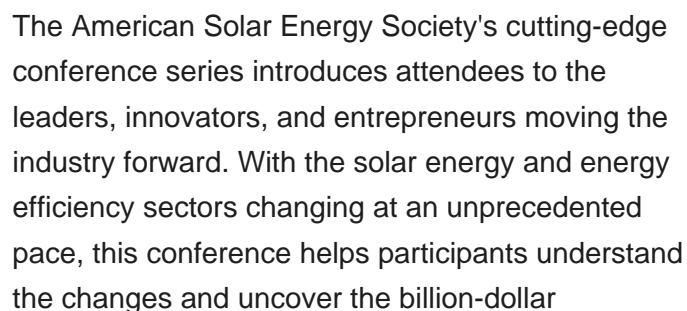 The American Solar Energy Society's cutting-edge
conference series introduces attendees to the
leaders, innovators, and entrepreneurs moving the
industry forward. With the solar energy and energy
efficiency sectors changing at an unprecedented
pace, this conference helps participants understand
the changes and uncover the billion-dollar